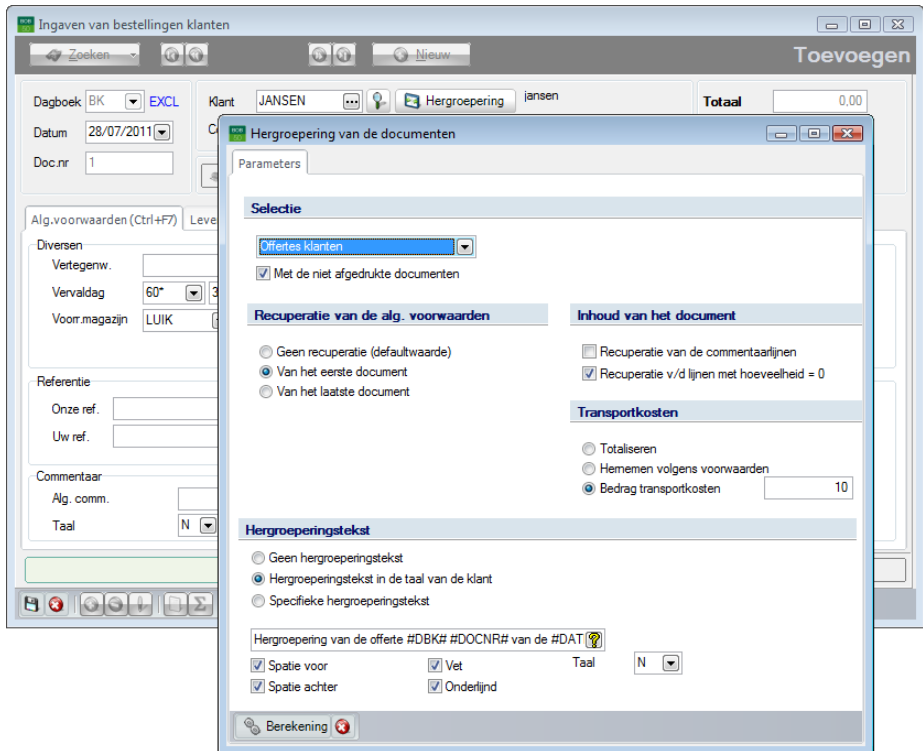 Ingaven van bestellingen klanten
Zoeken
Nieuw
Toevoegen
Dagboek BK EXCL
Klant JANSEN Hergroepering jansen
Totaal 0,00
Datum 28/07/2011
Doc.nr 1
Alg.voorwaarden (Ctrl+F7)
Diversen
Vertegenw.
Vervaldag 60*
Voorr.magazijn LUIK
Referentie
Onze ref.
Uw ref.
Commentaar
Alg. comm.
Taal N
Hergroepering van de documenten
Parameters
Selectie
Offertes klanten
Met de niet afgedrukte documenten
Recuperatie van de alg. voorwaarden
Geen recuperatie (defaultwaarde)
Van het eerste document
Van het laatste document
Inhoud van het document
Recuperatie van de commentaarlijnen
Recuperatie v/d lijnen met hoeveelheid = 0
Transportkosten
Totaliseren
Hernemen volgens voorwaarden
Bedrag transportkosten 10
Hergroeperingstekst
Geen hergroeperingstekst
Hergroeperingstekst in de taal van de klant
Specifieke hergroeperingstekst
Hergroepering van de offerte #DBK# #DOCNR# van de #DAT
Spatie voor
Vet
Taal N
Spatie achter
Onderlijnd
Berekening